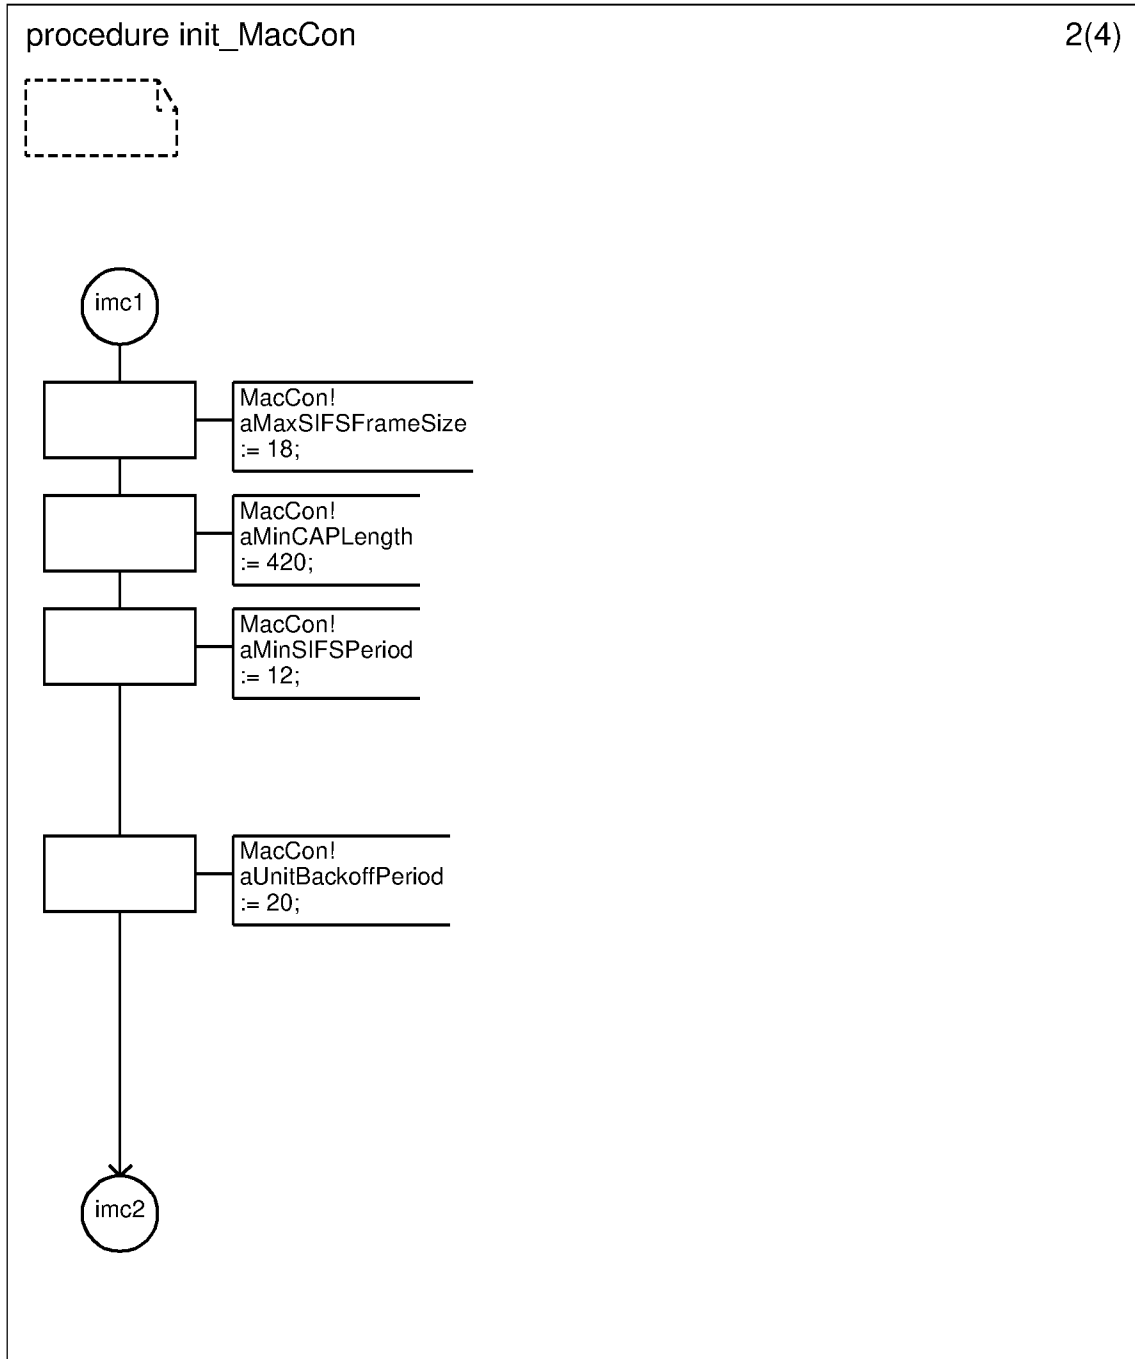 procedure init_MacCon
2(4)
imc1
MacCon!
aMaxSIFSFrameSize
:= 18;
MacCon!
aMinCAPLength
:= 420;
MacCon!
aMinSIFSPeriod
:= 12;
MacCon!
aUnitBackoffPeriod
:= 20;
imc2